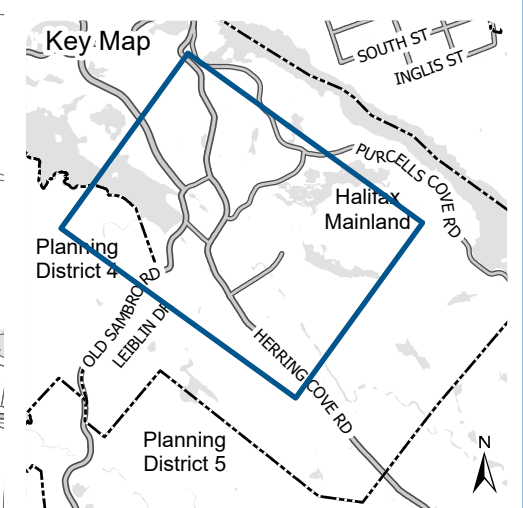 Key Map
SOUTH ST
INGLIS ST
PURCELLS COVE RD
Halifax
Mainland
Planning
District 4
OLD SAMBRO RD
LEIBLIN DR
HERRING COVE RD
Planning
District 5
N